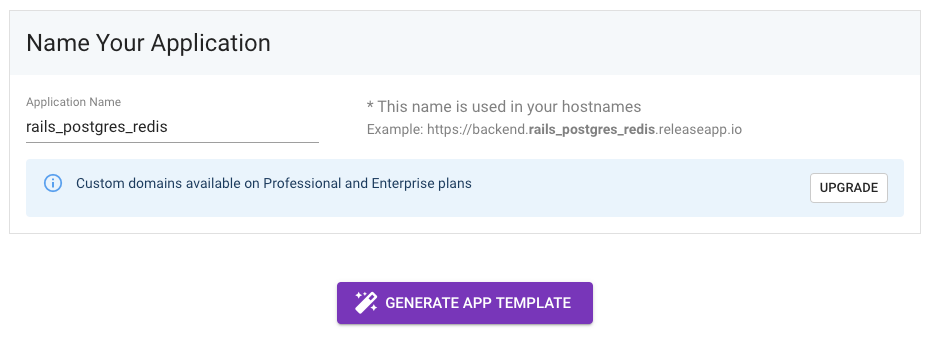 Name Your Application
Application Name
rails_postgres_redis
* This name is used in your hostnames
Example: https://backend.rails_postgres_redis.releaseapp.io
Custom domains available on Professional and Enterprise plans
UPGRADE
GENERATE APP TEMPLATE